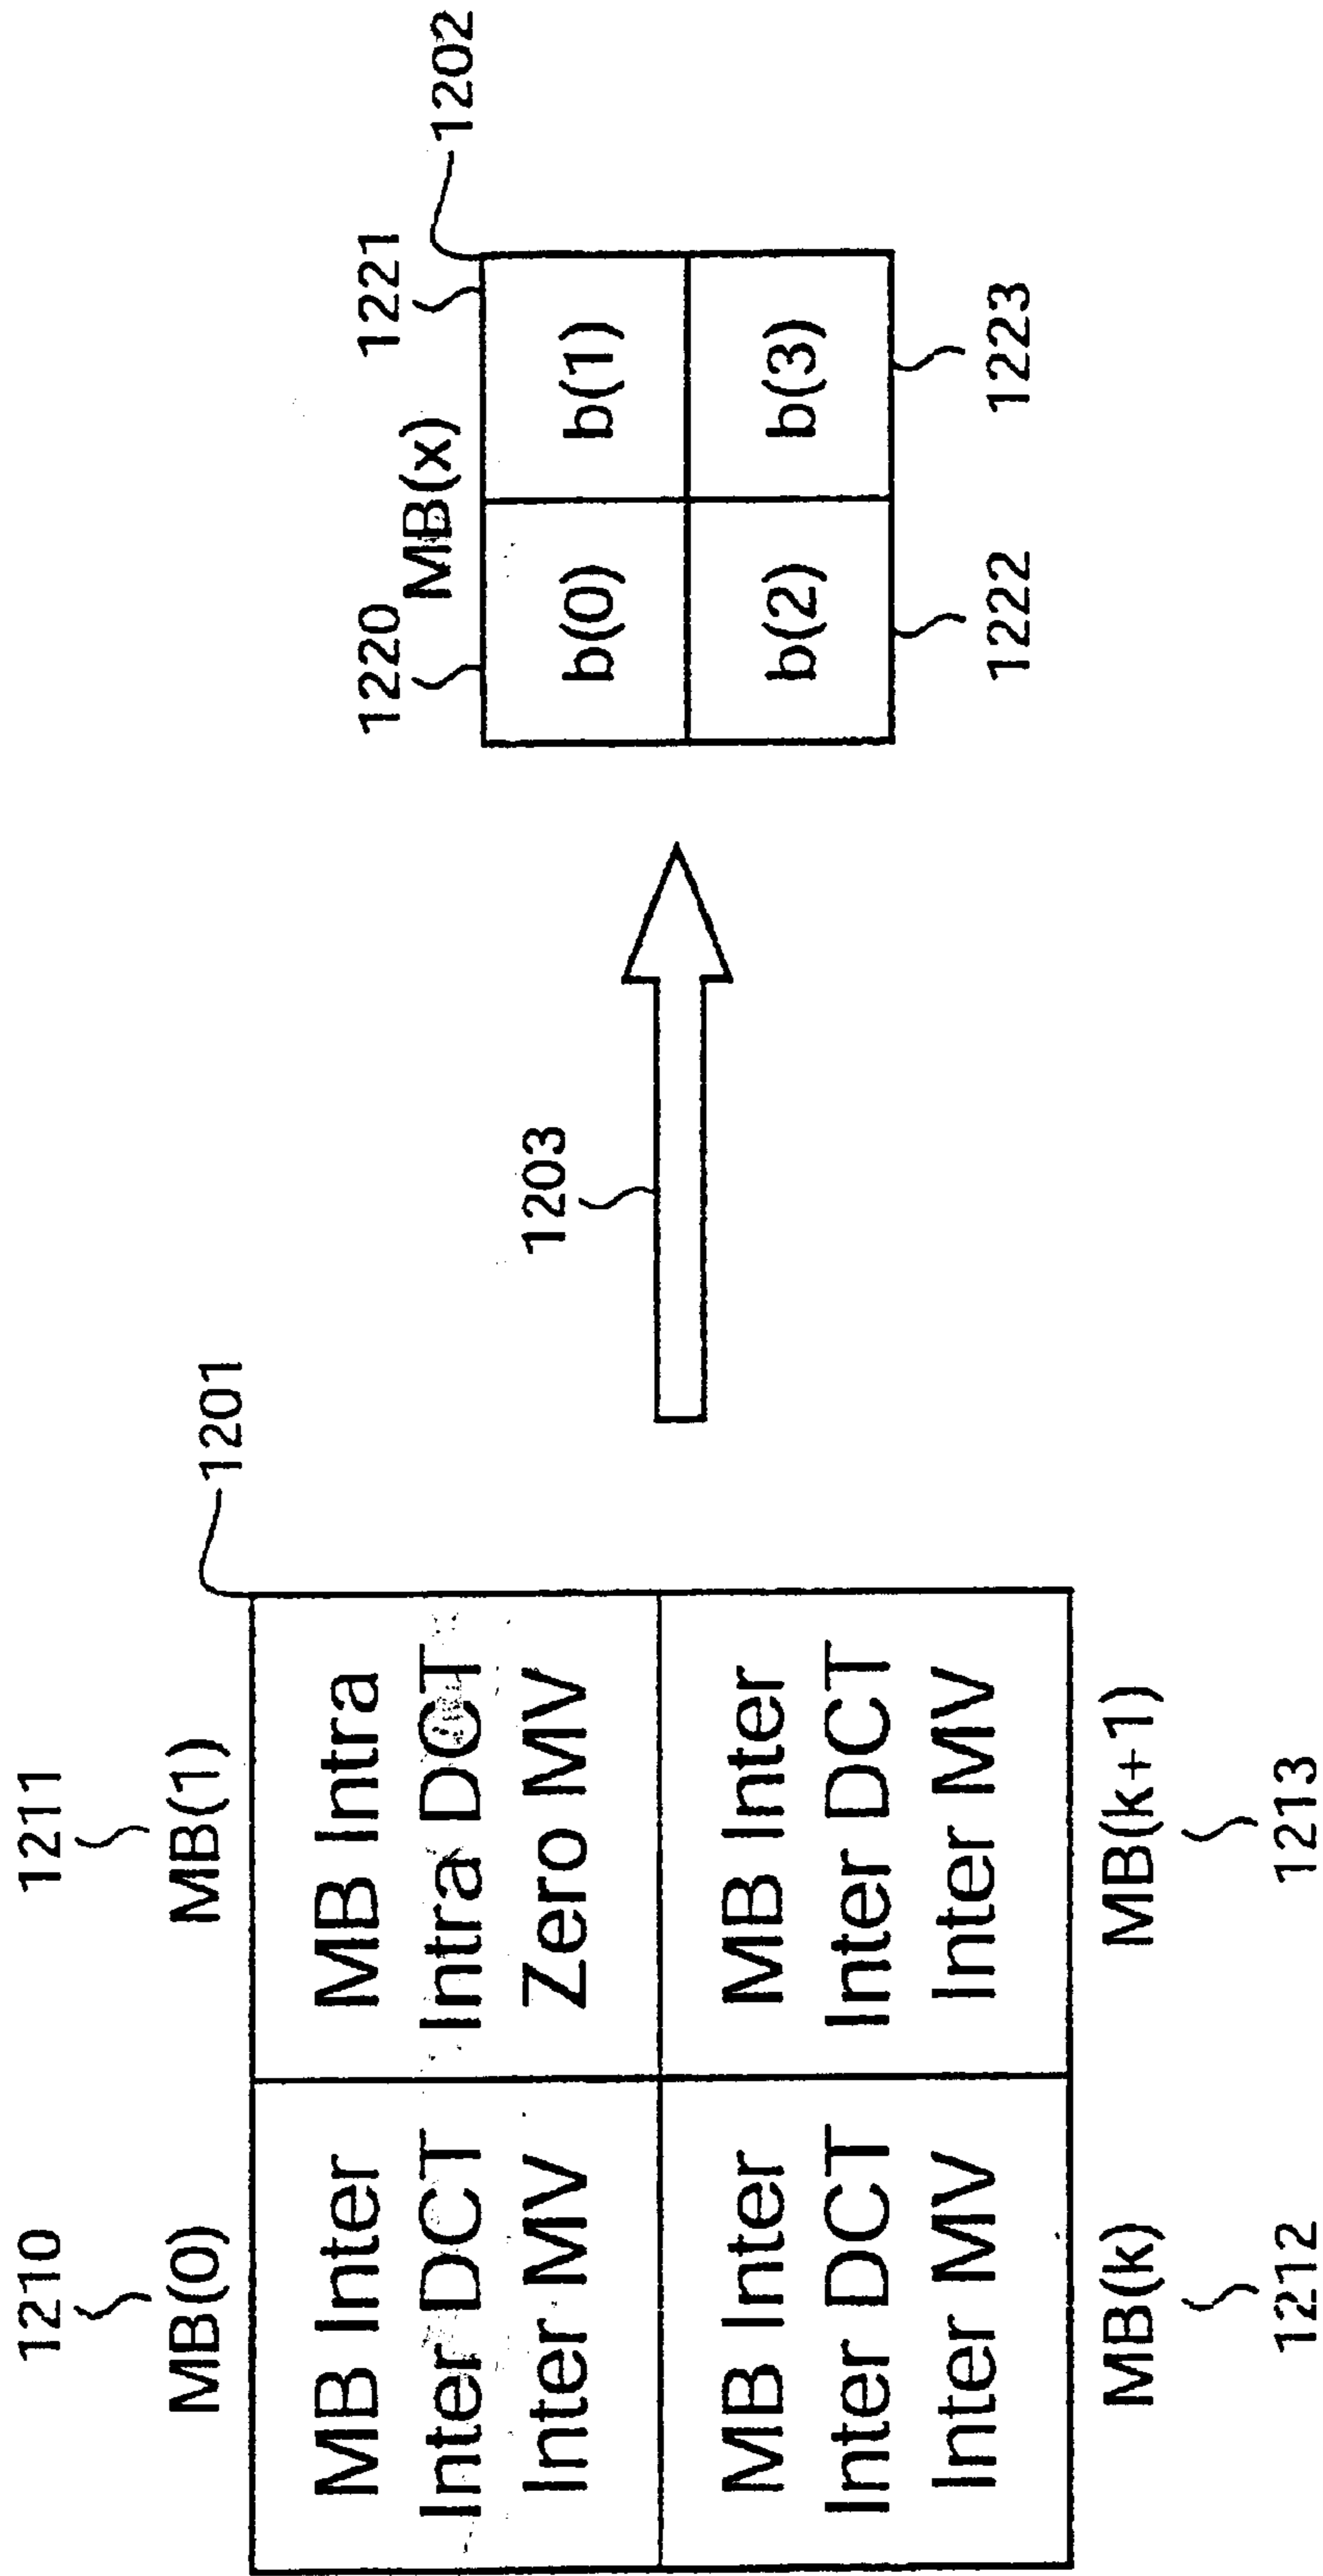 1210
1211
MB(0)
MB(1)
1201
MB Inter
Inter DCT
Inter MV
MB Intra
Intra DCT
Zero MV
MB Inter
Inter DCT
Inter MV
MB Inter
Inter DCT
Inter MV
MB(k)
MB(k+1)
1212
1213
1203
1220
1221
MB(x)
1202
b(0)
b(1)
b(2)
b(3)
1222
1223